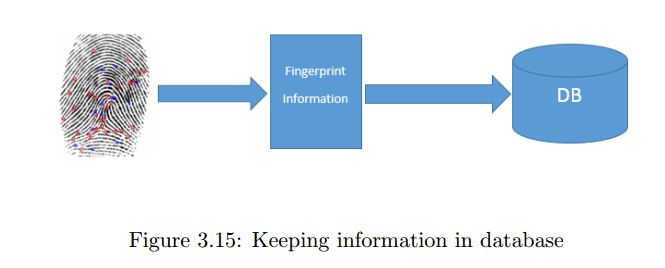 Fingerprint
Information
DB
Figure 3.15: Keeping information in database